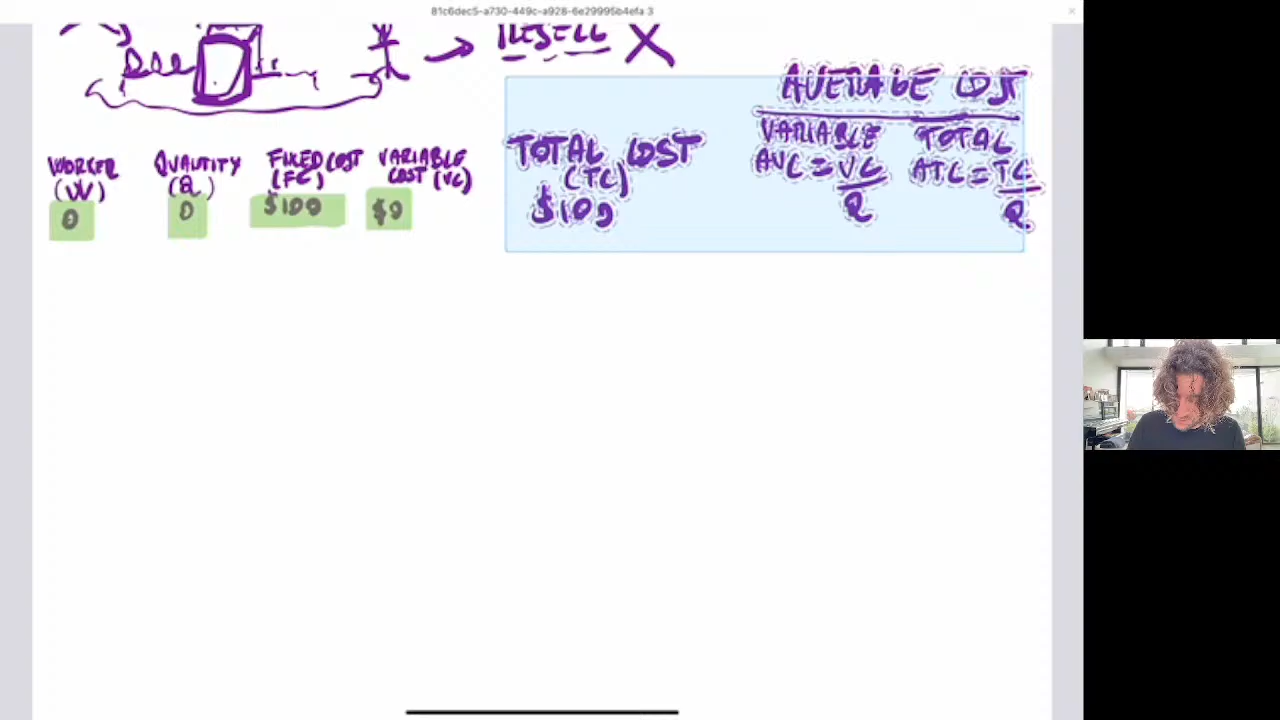 81c6dec5-a730-449c-a928-6e29995b4efa 3
RESELL X
AVERAGE COST
WORKER (W)
QUANTITY (Q)
FIXED COST (FC)
VARIABLE COST (VC)
TOTAL COST (TC)
VARIABLE AVC = VC/Q
TOTAL ATC = TC/Q
0 0 $100 $0 $100